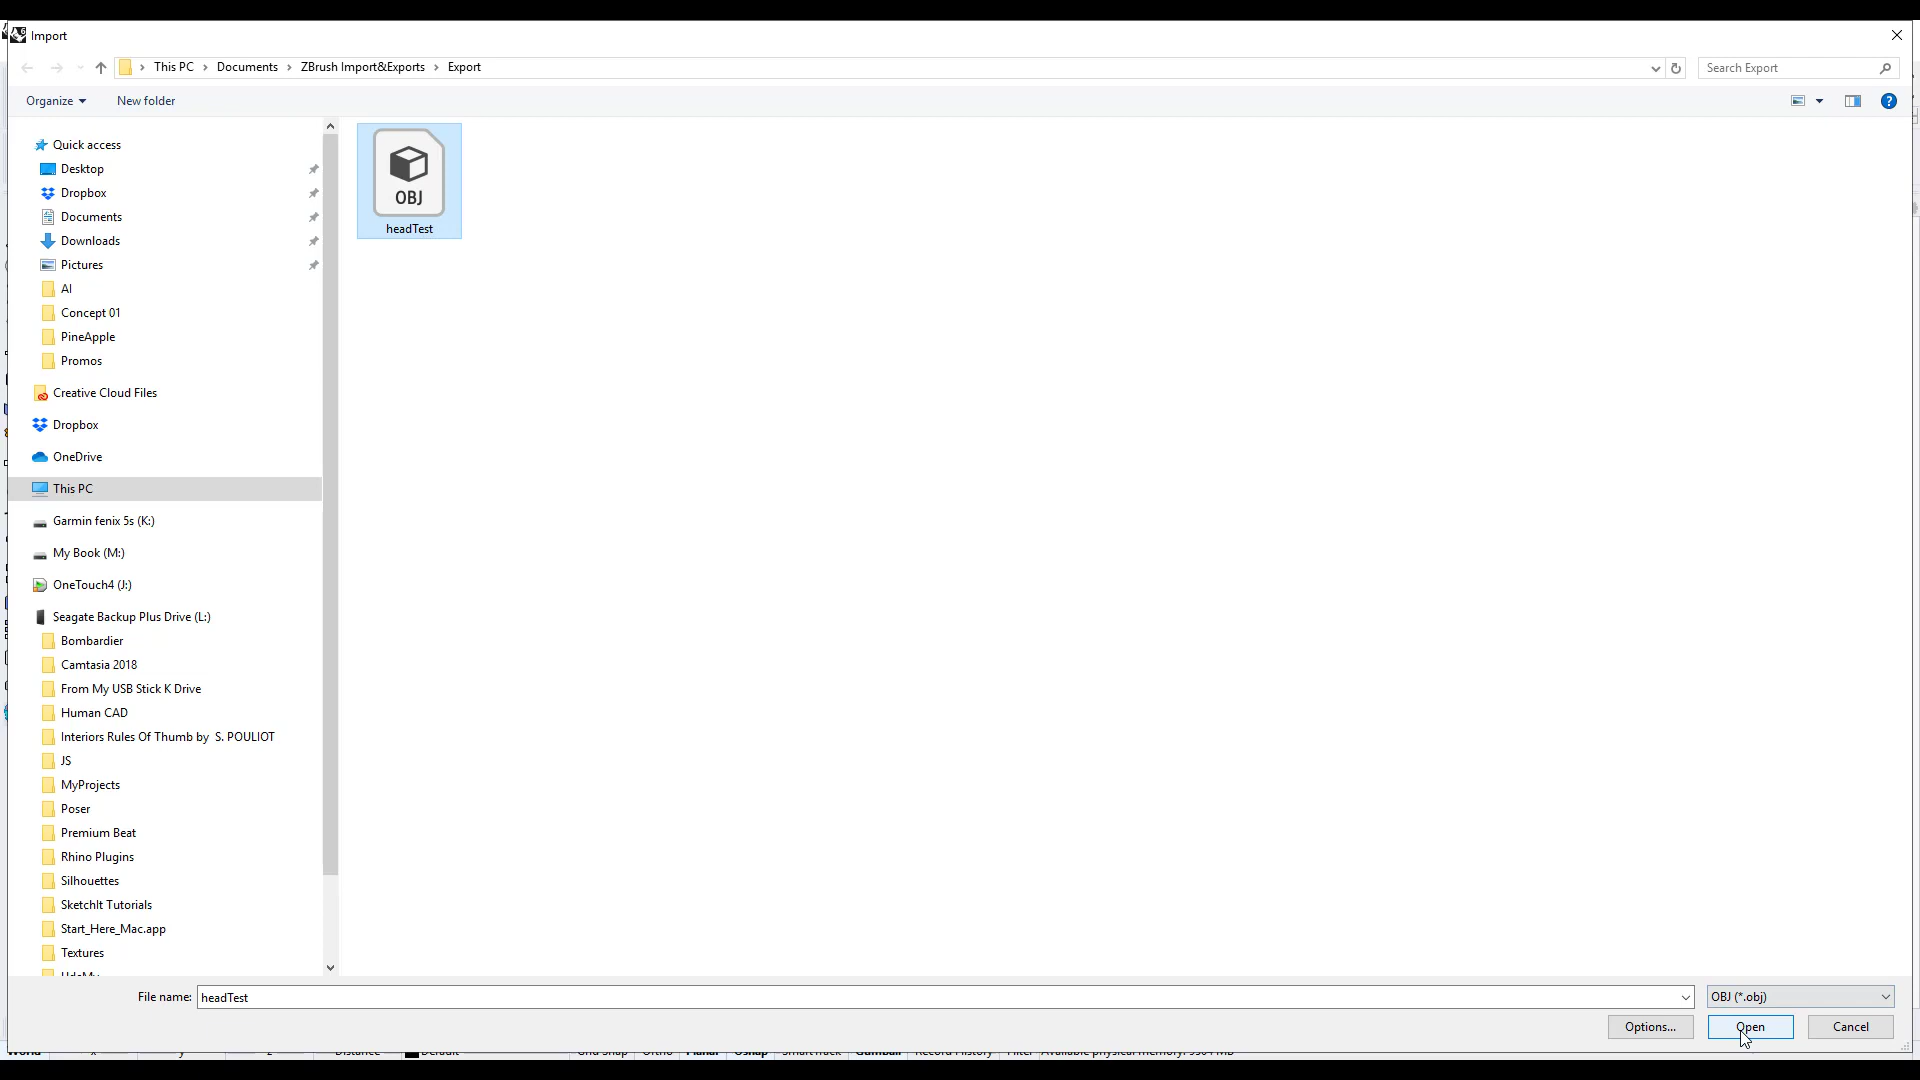 Import
This PC > Documents > ZBrush Import&Exports > Export
Search Export
Organize
New folder
Quick access
Desktop
Dropbox
Documents
Downloads
Pictures
AI
Concept 01
PineApple
Promos
Creative Cloud Files
Dropbox
OneDrive
This PC
Garmin fenix 5s (K:)
My Book (M:)
OneTouch4 (J:)
Seagate Backup Plus Drive (L:)
Bombardier
Camtasia 2018
From My USB Stick K Drive
Human CAD
Interiors Rules Of Thumb by  S. POULIOT
JS
MyProjects
Poser
Premium Beat
Rhino Plugins
Silhouettes
SketchIt Tutorials
Start_Here_Mac.app
Textures
OBJ
headTest
File name: headTest
OBJ (*.obj)
Options...
Open
Cancel